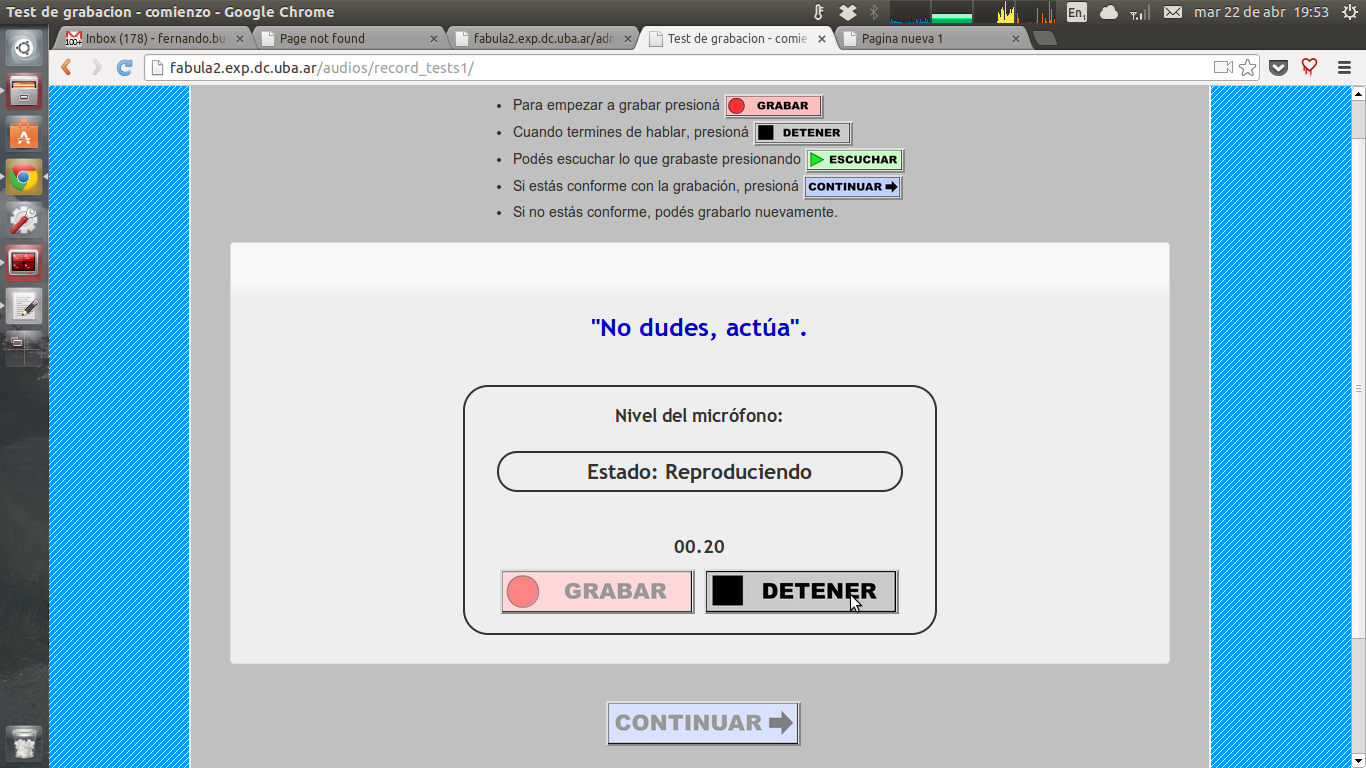 Test de grabacion - comienzo - Google Chrome
En1
mar 22 de abr 19:53
100+
Inbox (178) - fernando.bu
Page not found
fabula2.exp.dc.uba.ar/adn
Test de grabacion - comie
Pagina nueva 1
fabula2.exp.dc.uba.ar/audios/record_tests1/
• Para empezar a grabar presioná GRABAR
• Cuando termines de hablar, presioná DETENER
• Podés escuchar lo que grabaste presionando ESCUCHAR
• Si estás conforme con la grabación, presioná CONTINUAR
• Si no estás conforme, podés grabarlo nuevamente.
"No dudes, actúa".
Nivel del micrófono:
Estado: Reproduciendo
00.20
GRABAR
DETENER
CONTINUAR